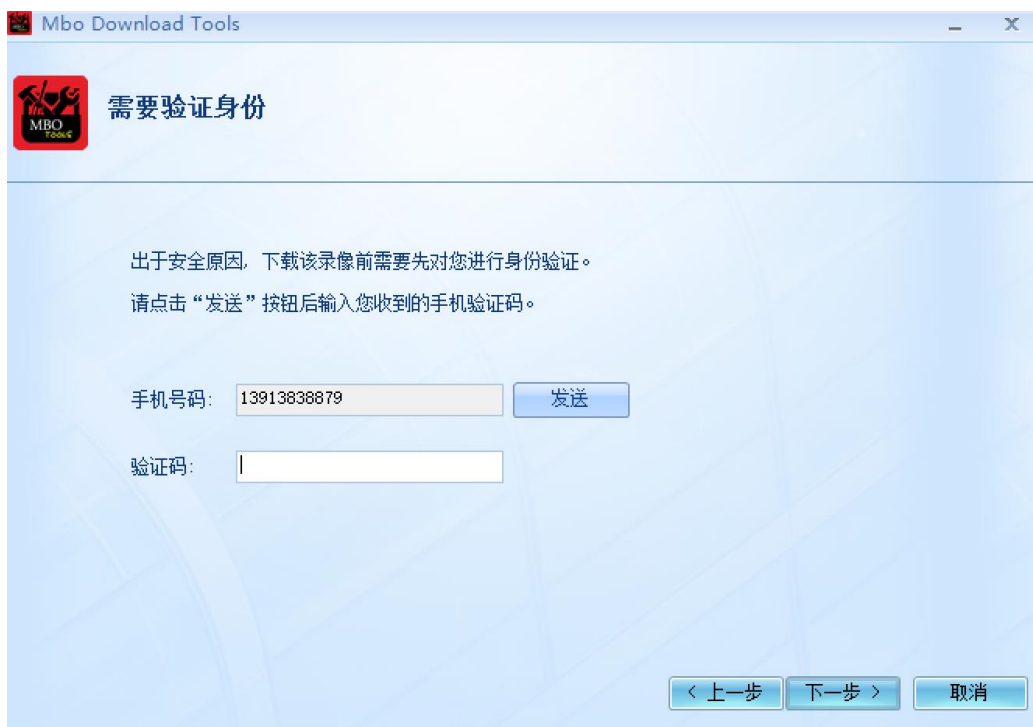 Mbo Download Tools
MBO
TOOLS
需要验证身份
出于安全原因，下载该录像前需要先对您进行身份验证。
请点击“发送”按钮后输入您收到的手机验证码。
手机号码: 13913838879 发送
验证码:
< 上一步 下一步 > 取消